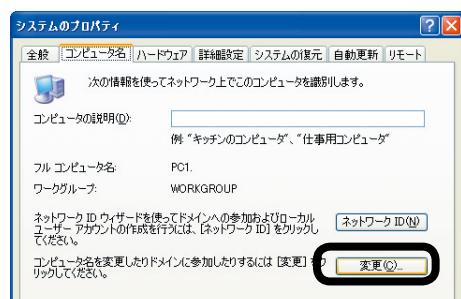 システムのプロパティ
全般 コンピュータ名 ハードウェア 詳細設定 システムの復元 自動更新 リモート
次の情報を使ってネットワーク上でこのコンピュータを識別します。
コンピュータの説明(D):
例: "キッチンのコンピュータ"、"仕事用コンピュータ"
フル コンピュータ名: PC1.
ワークグループ: WORKGROUP
ネットワーク ID ウィザードを使ってドメインへの参加およびローカル
ユーザー アカウントの作成を行うには、[ネットワーク ID] をクリックし
てください。
ネットワーク ID(N)
コンピュータ名を変更したりドメインに参加したりするには [変更] をク
リックしてください。
変更(C)...